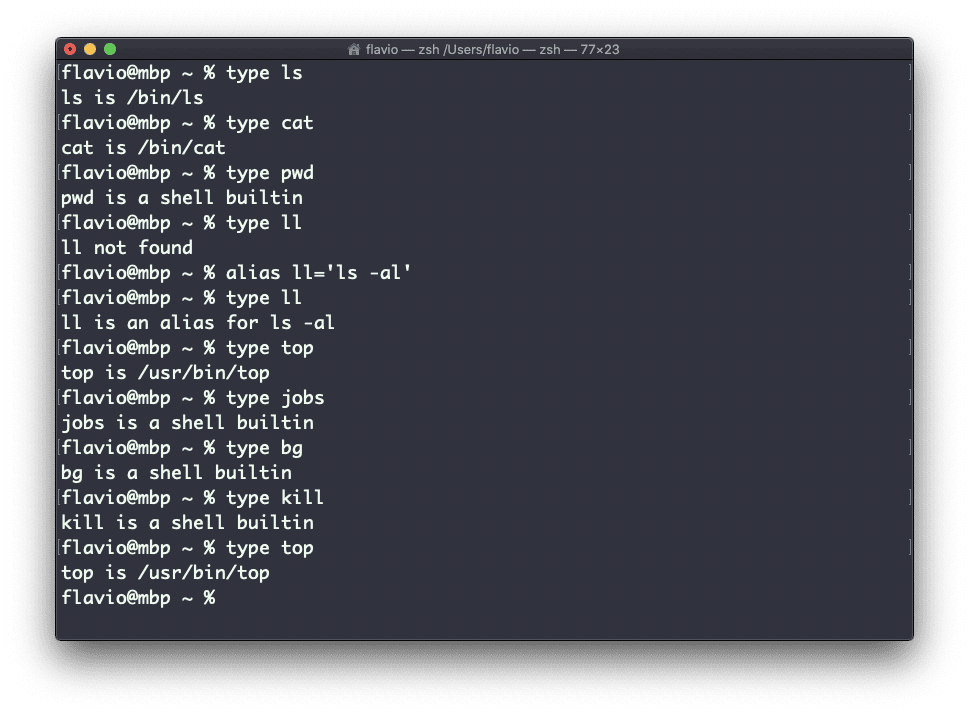 flavio — zsh /Users/flavio — zsh — 77×23
flavio@mbp ~ % type ls
ls is /bin/ls
flavio@mbp ~ % type cat
cat is /bin/cat
flavio@mbp ~ % type pwd
pwd is a shell builtin
flavio@mbp ~ % type ll
ll not found
flavio@mbp ~ % alias ll='ls -al'
flavio@mbp ~ % type ll
ll is an alias for ls -al
flavio@mbp ~ % type top
top is /usr/bin/top
flavio@mbp ~ % type jobs
jobs is a shell builtin
flavio@mbp ~ % type bg
bg is a shell builtin
flavio@mbp ~ % type kill
kill is a shell builtin
flavio@mbp ~ % type top
top is /usr/bin/top
flavio@mbp ~ %